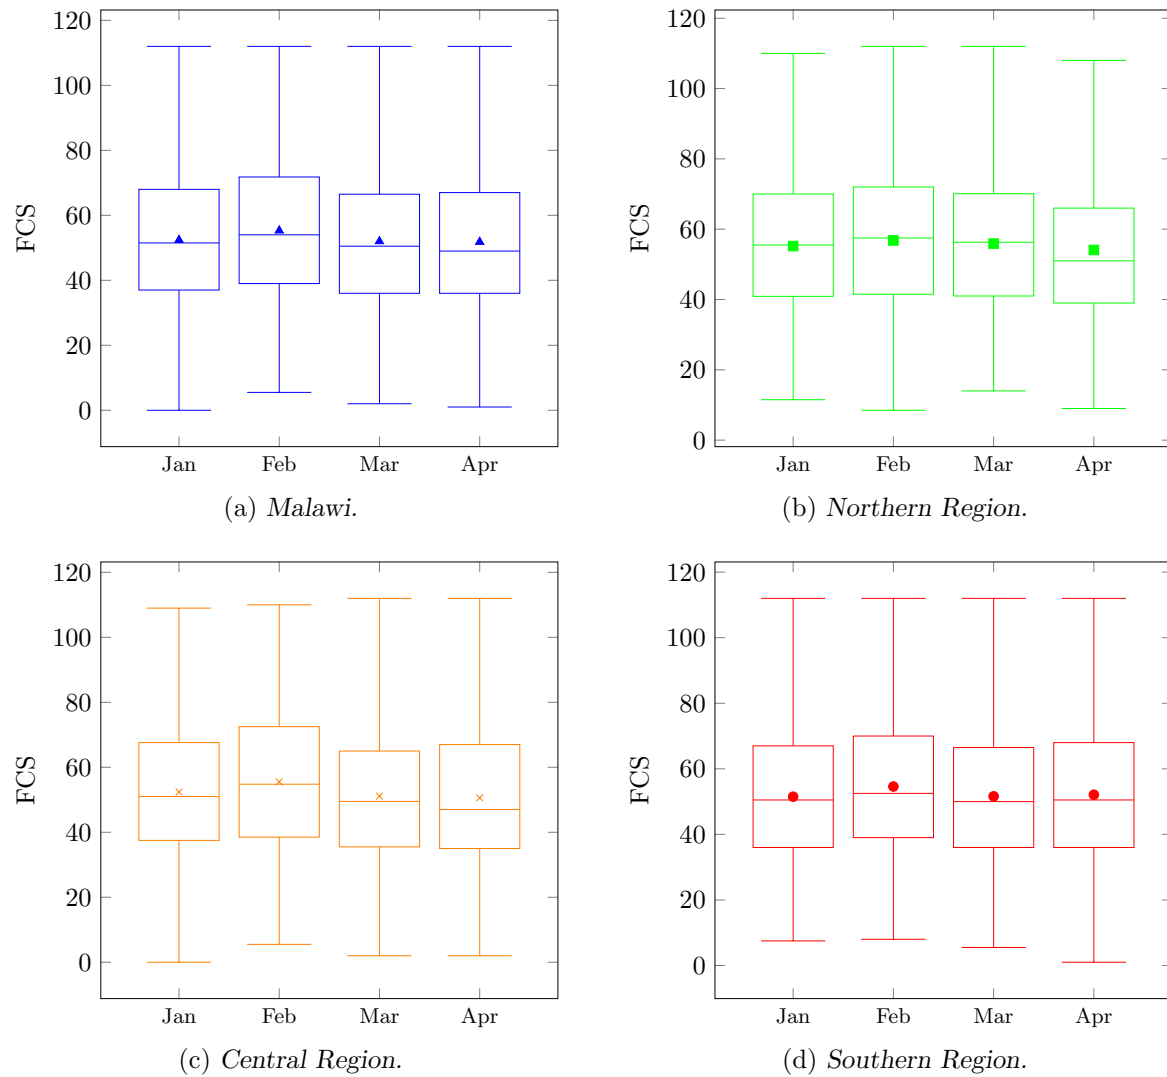 120
100
80
60
40
20
0
FCS
Jan Feb Mar Apr
(a) Malawi.
120
100
80
60
40
20
0
FCS
Jan Feb Mar Apr
(b) Northern Region.
120
100
80
60
40
20
0
FCS
Jan Feb Mar Apr
(c) Central Region.
120
100
80
60
40
20
0
FCS
Jan Feb Mar Apr
(d) Southern Region.